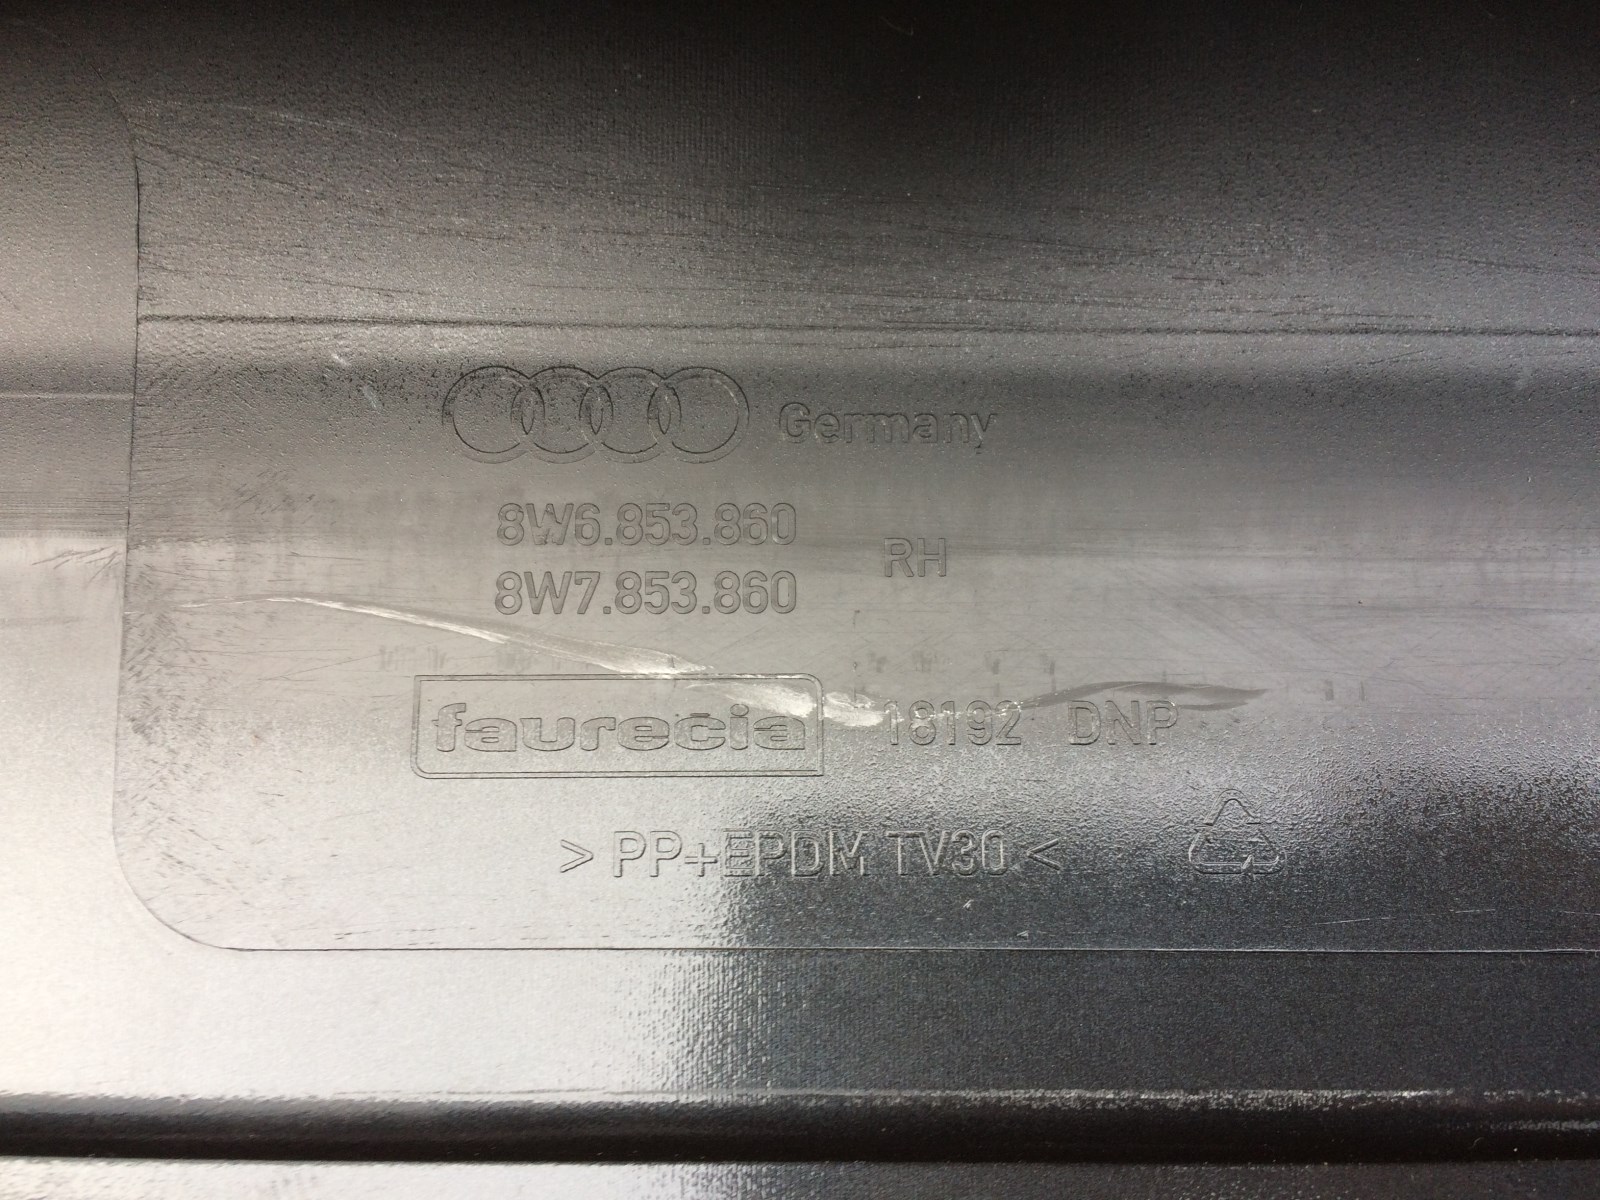 Germany
8W6.853.860
8W7.853.860
RH
faurecia 18192 DNP
> PP+EPDM TV30 <